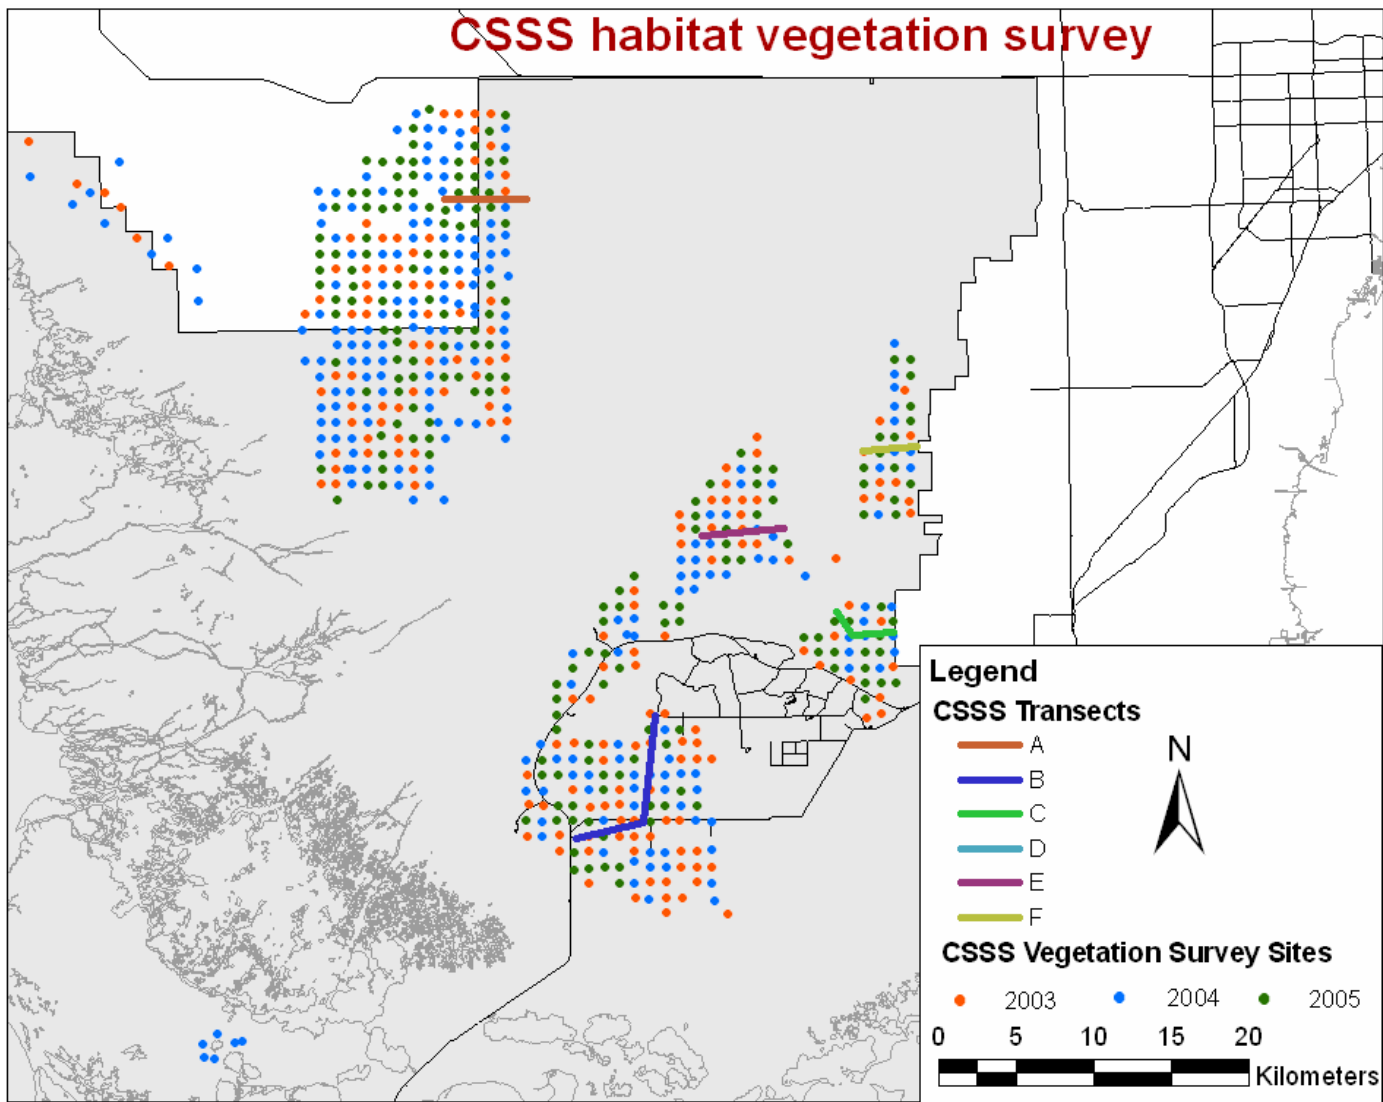 CSSS habitat vegetation survey
Legend
CSSS Transects
A
B
C
D
E
F
N
CSSS Vegetation Survey Sites
2003 2004 2005
0 5 10 15 20
Kilometers